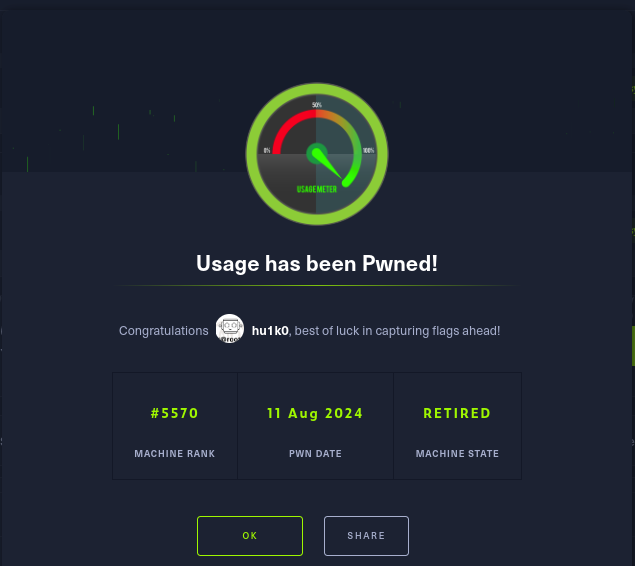 50%
0%
100%
USAGEMETER
Usage has been Pwned!
Congratulations hu1k0, best of luck in capturing flags ahead!
#5570 11 Aug 2024 RETIRED
MACHINE RANK PWN DATE MACHINE STATE
OK SHARE